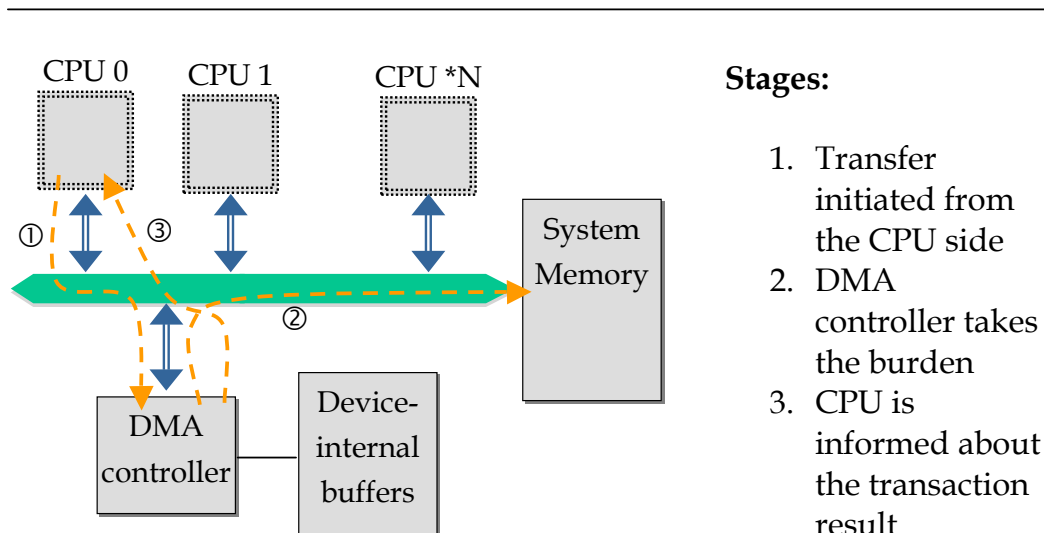 CPU 0
CPU 1
CPU *N
①
③
②
System
Memory
DMA
controller
Device-
internal
buffers
Stages:
1. Transfer
initiated from
the CPU side
2. DMA
controller takes
the burden
3. CPU is
informed about
the transaction
result